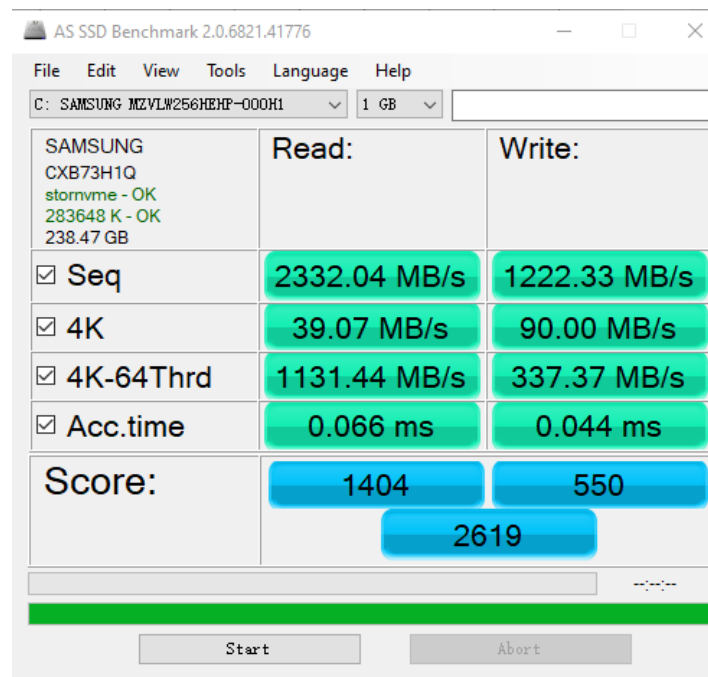 AS SSD Benchmark 2.0.6821.41776
File Edit View Tools Language Help
C: SAMSUNG MZVLW256HEHP-000H1 1 GB
SAMSUNG
CXB73H1Q
stornvme - OK
283648 K - OK
238.47 GB
Read: Write:
Seq 2332.04 MB/s 1222.33 MB/s
4K 39.07 MB/s 90.00 MB/s
4K-64Thrd 1131.44 MB/s 337.37 MB/s
Acc.time 0.066 ms 0.044 ms
Score: 1404 550
2619
--:--:--
Start Abort